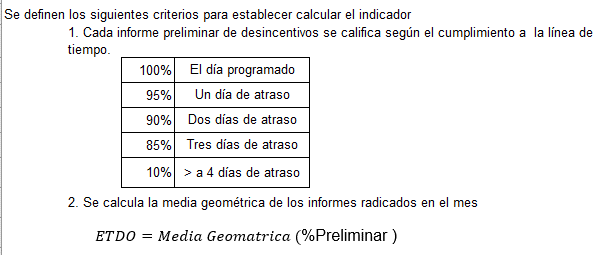 Se definen los siguientes criterios para establecer calcular el indicador
1. Cada informe preliminar de desincentivos se califica según el cumplimiento a la línea de
tiempo.
100% El día programado
95% Un día de atraso
90% Dos días de atraso
85% Tres días de atraso
10% > a 4 días de atraso
2. Se calcula la media geométrica de los informes radicados en el mes
ETDO = Media Geomatrica (%Preliminar )